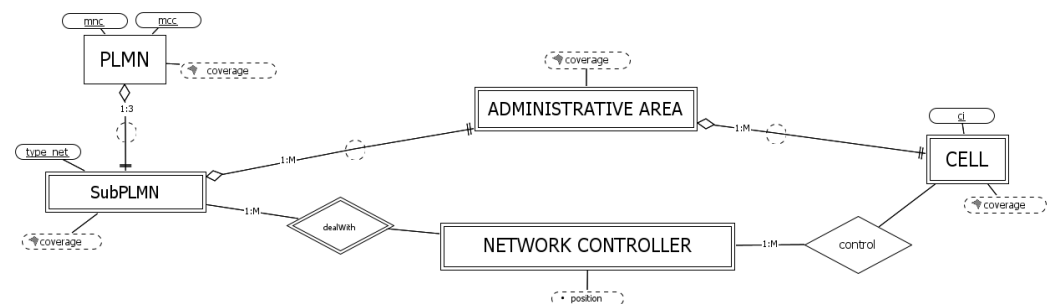 mnc
mcc
PLMN
coverage
coverage
1:3
ADMINISTRATIVE AREA
ci
1:M
type_net
1:M
CELL
SubPLMN
1:M
coverage
coverage
dealWith
NETWORK CONTROLLER
1:M
control
position